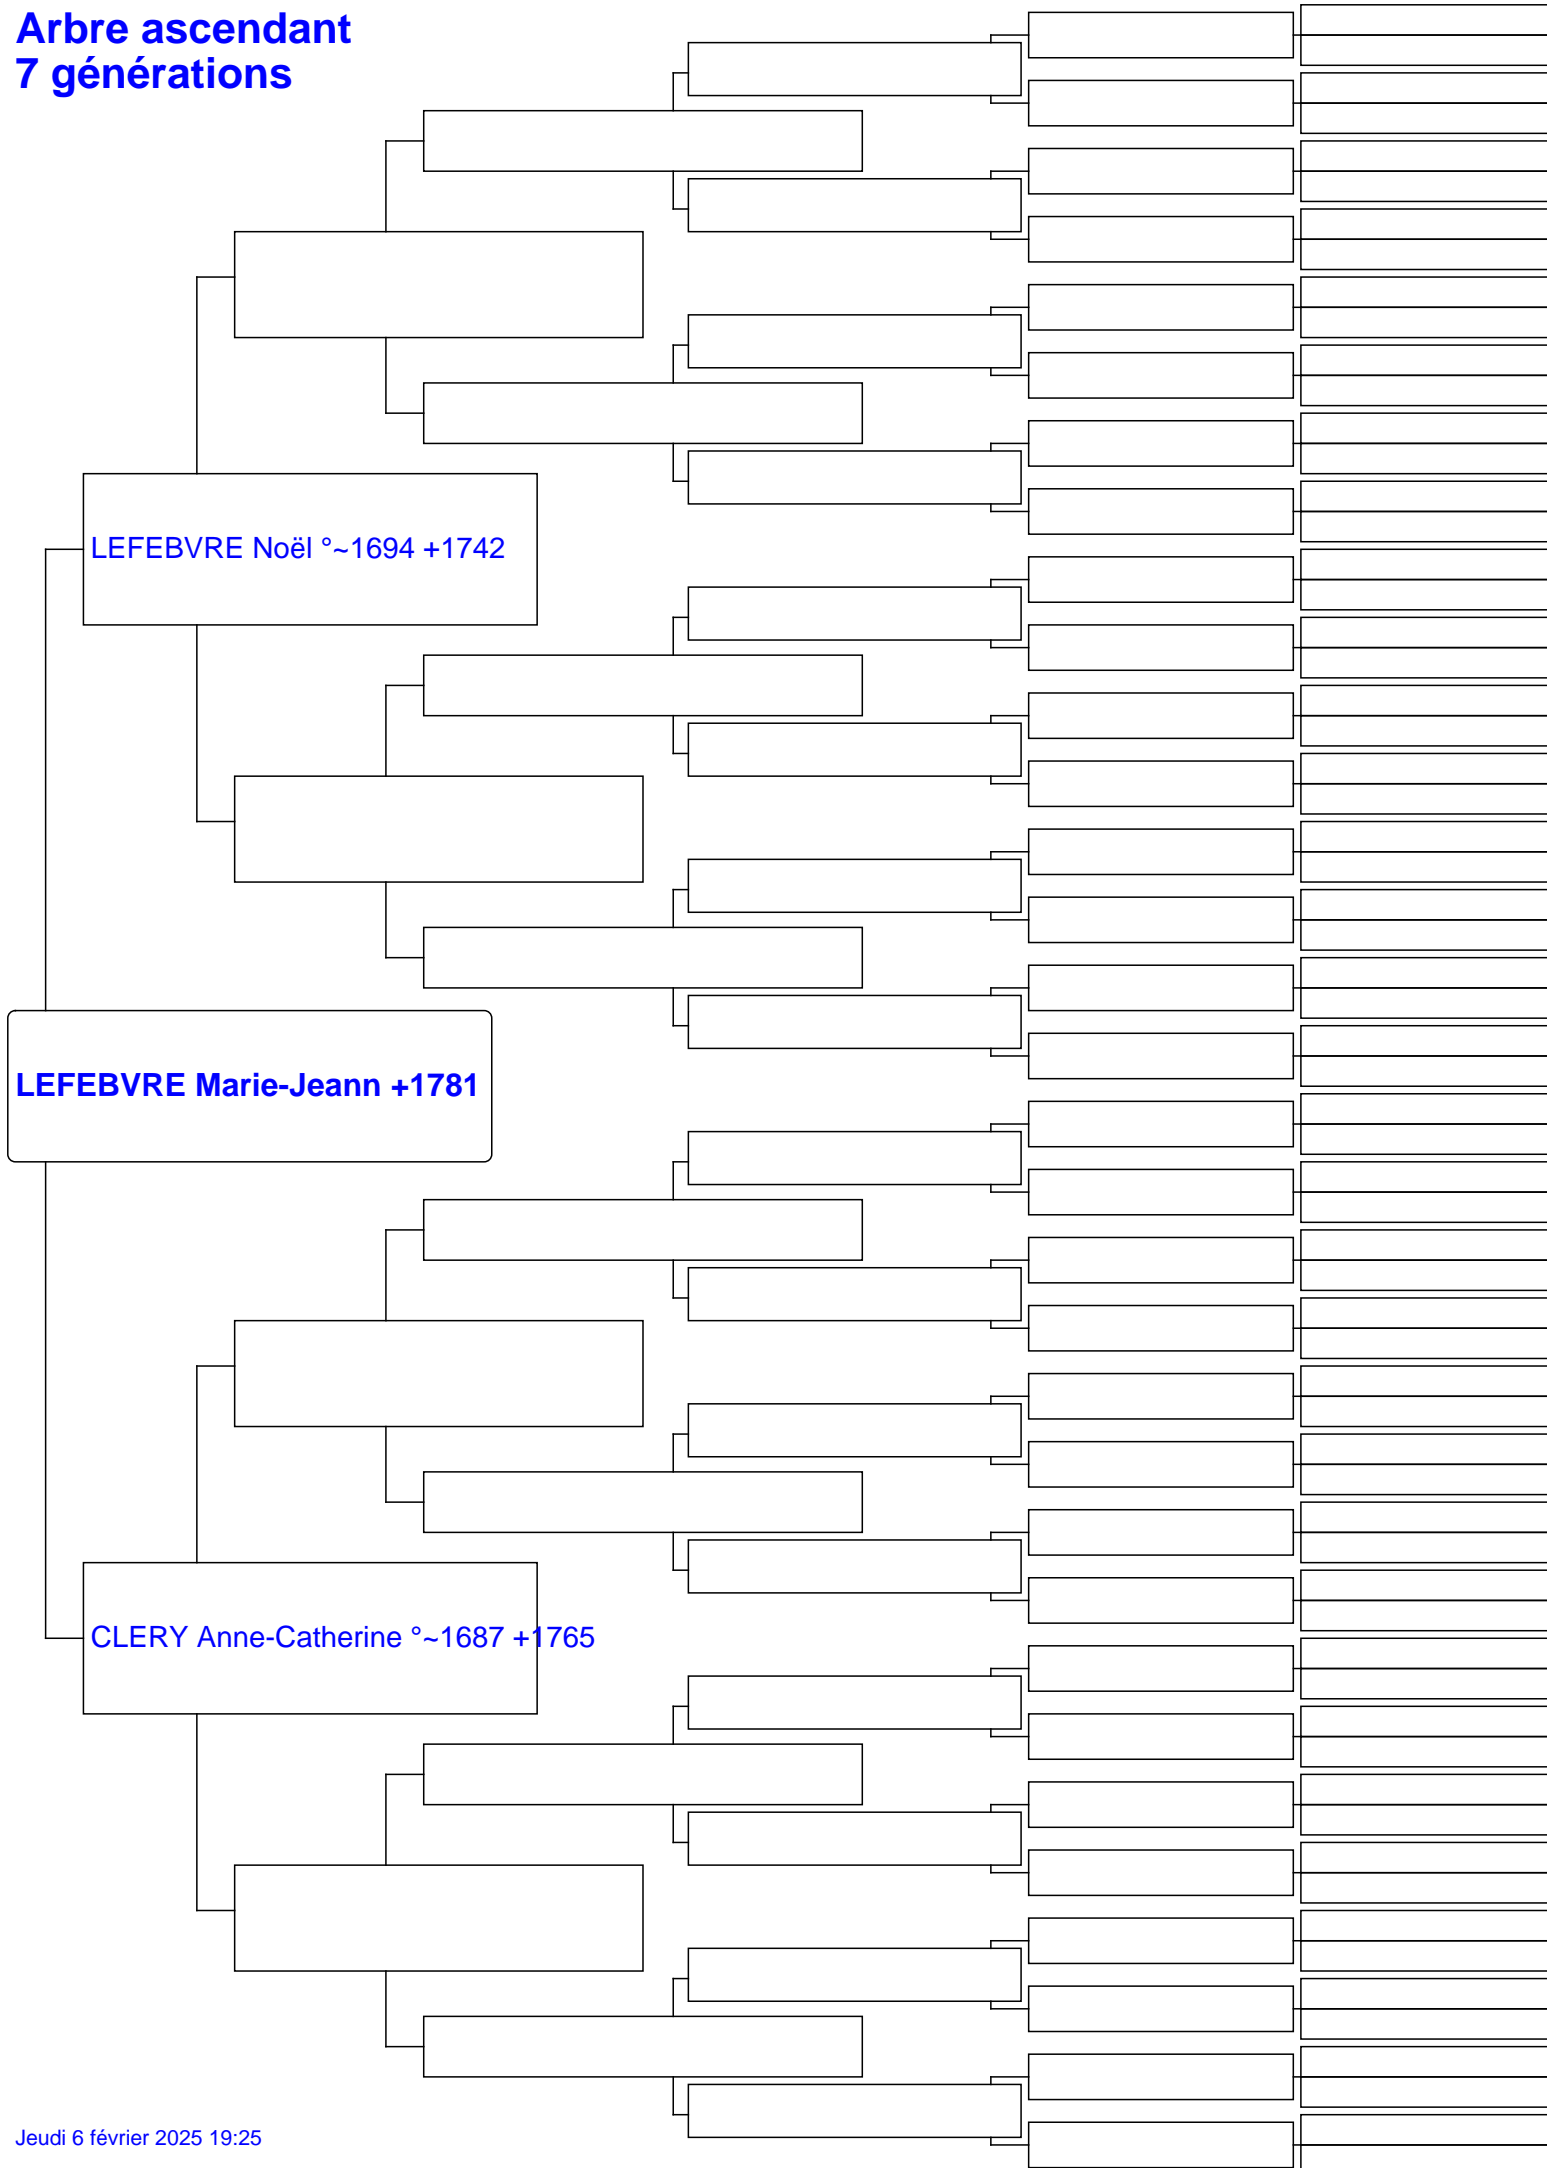 Arbre ascendant
7 générations
LEFEBVRE Noël °~1694 +1742
LEFEBVRE Marie-Jeann +1781
CLERY Anne-Catherine °~1687 +1765
Jeudi 6 février 2025 19:25